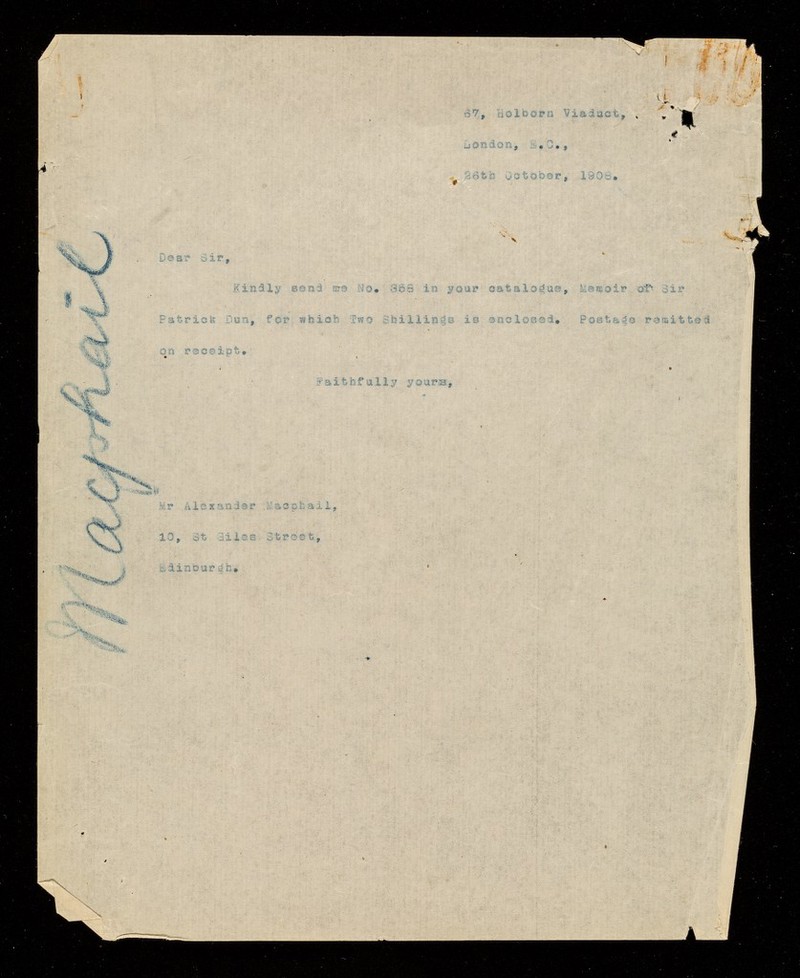 Macphail
67, Holborn Viaduct,
London, E.C.,
26th October, 1908.
Dear Sir,
Kindly send me No. in your catalogue, Memoir of Sir
Patrick Dun, for which Two Shillings is enclosed. Postage remitted
on receipt.
Faithfully yours,
Mr Alexander Macphail,
10, St Giles Street,
Edinburgh.